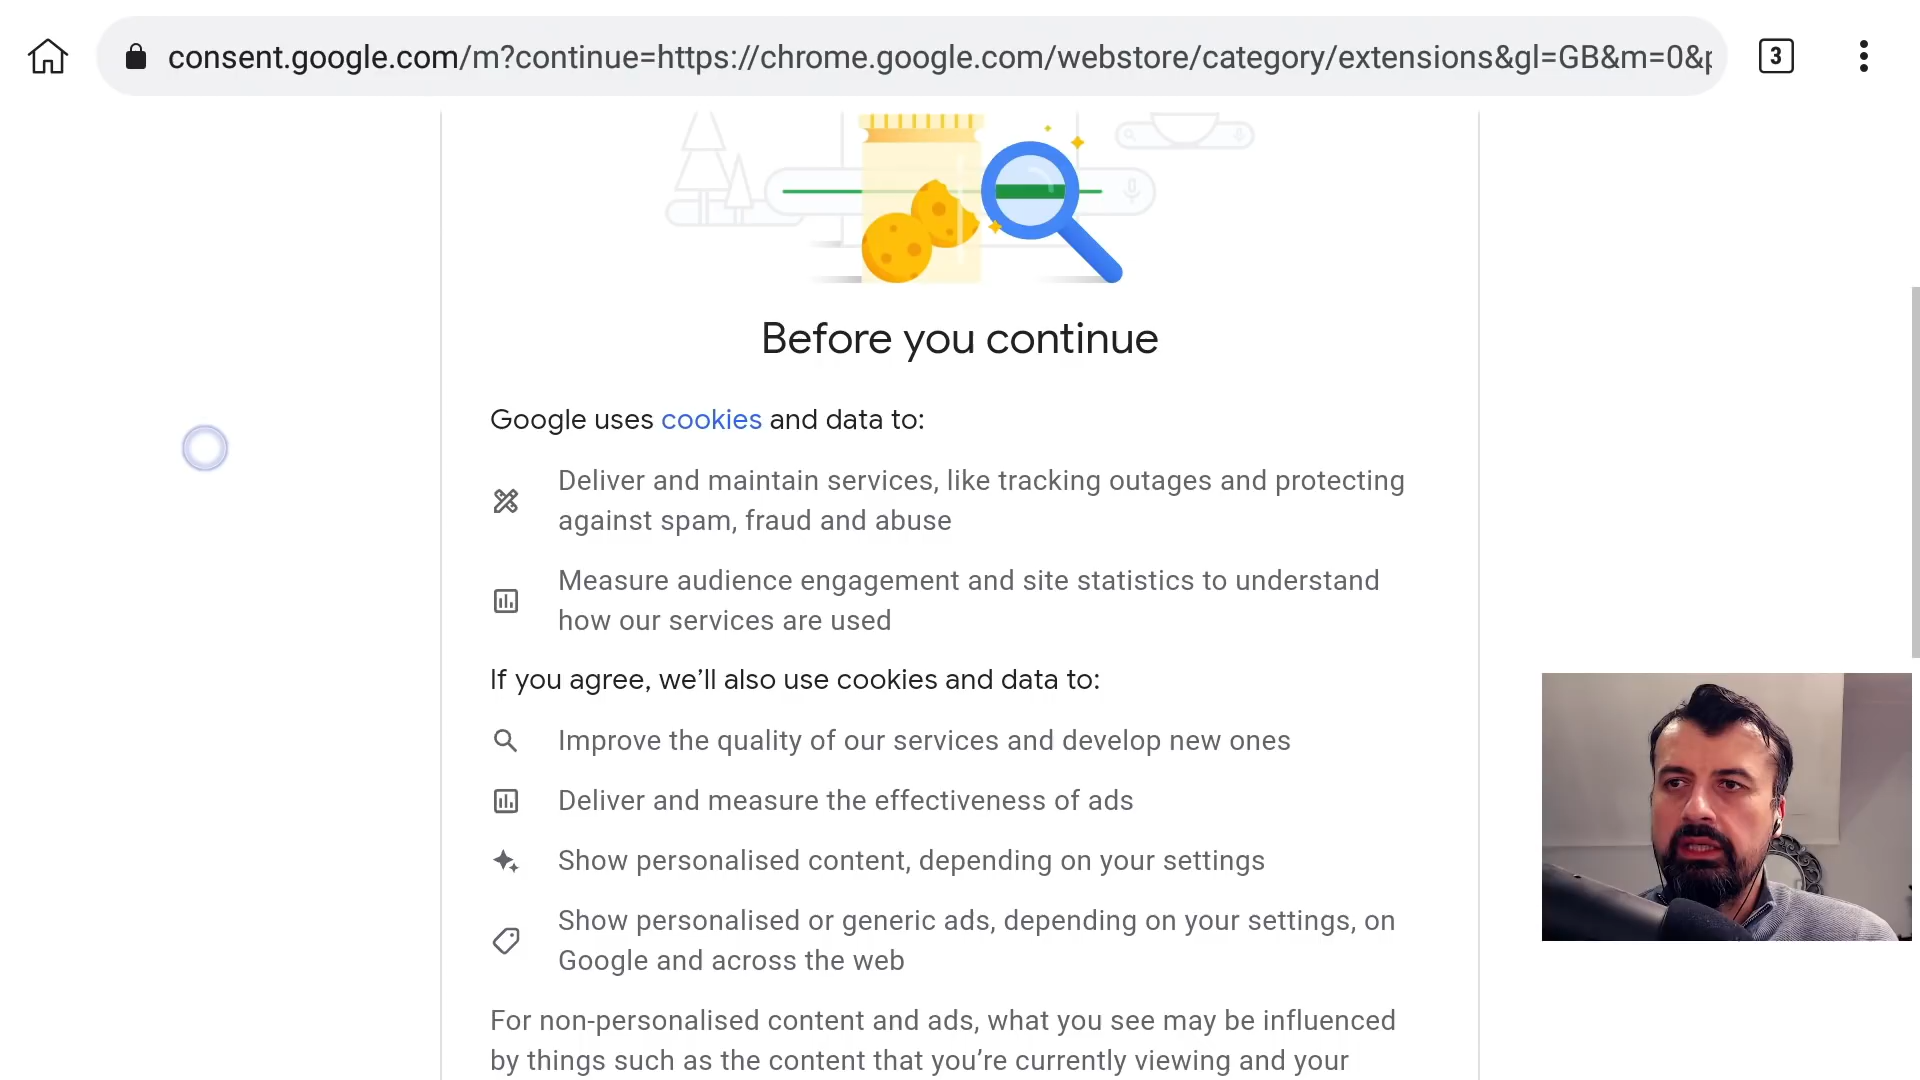 consent.google.com/m?continue=https://chrome.google.com/webstore/category/extensions&gl=GB&m=0&p
3
Before you continue
Google uses cookies and data to:
Deliver and maintain services, like tracking outages and protecting
against spam, fraud and abuse
Measure audience engagement and site statistics to understand
how our services are used
If you agree, we’ll also use cookies and data to:
Improve the quality of our services and develop new ones
Deliver and measure the effectiveness of ads
Show personalised content, depending on your settings
Show personalised or generic ads, depending on your settings, on
Google and across the web
For non-personalised content and ads, what you see may be influenced
by things such as the content that you’re currently viewing and your